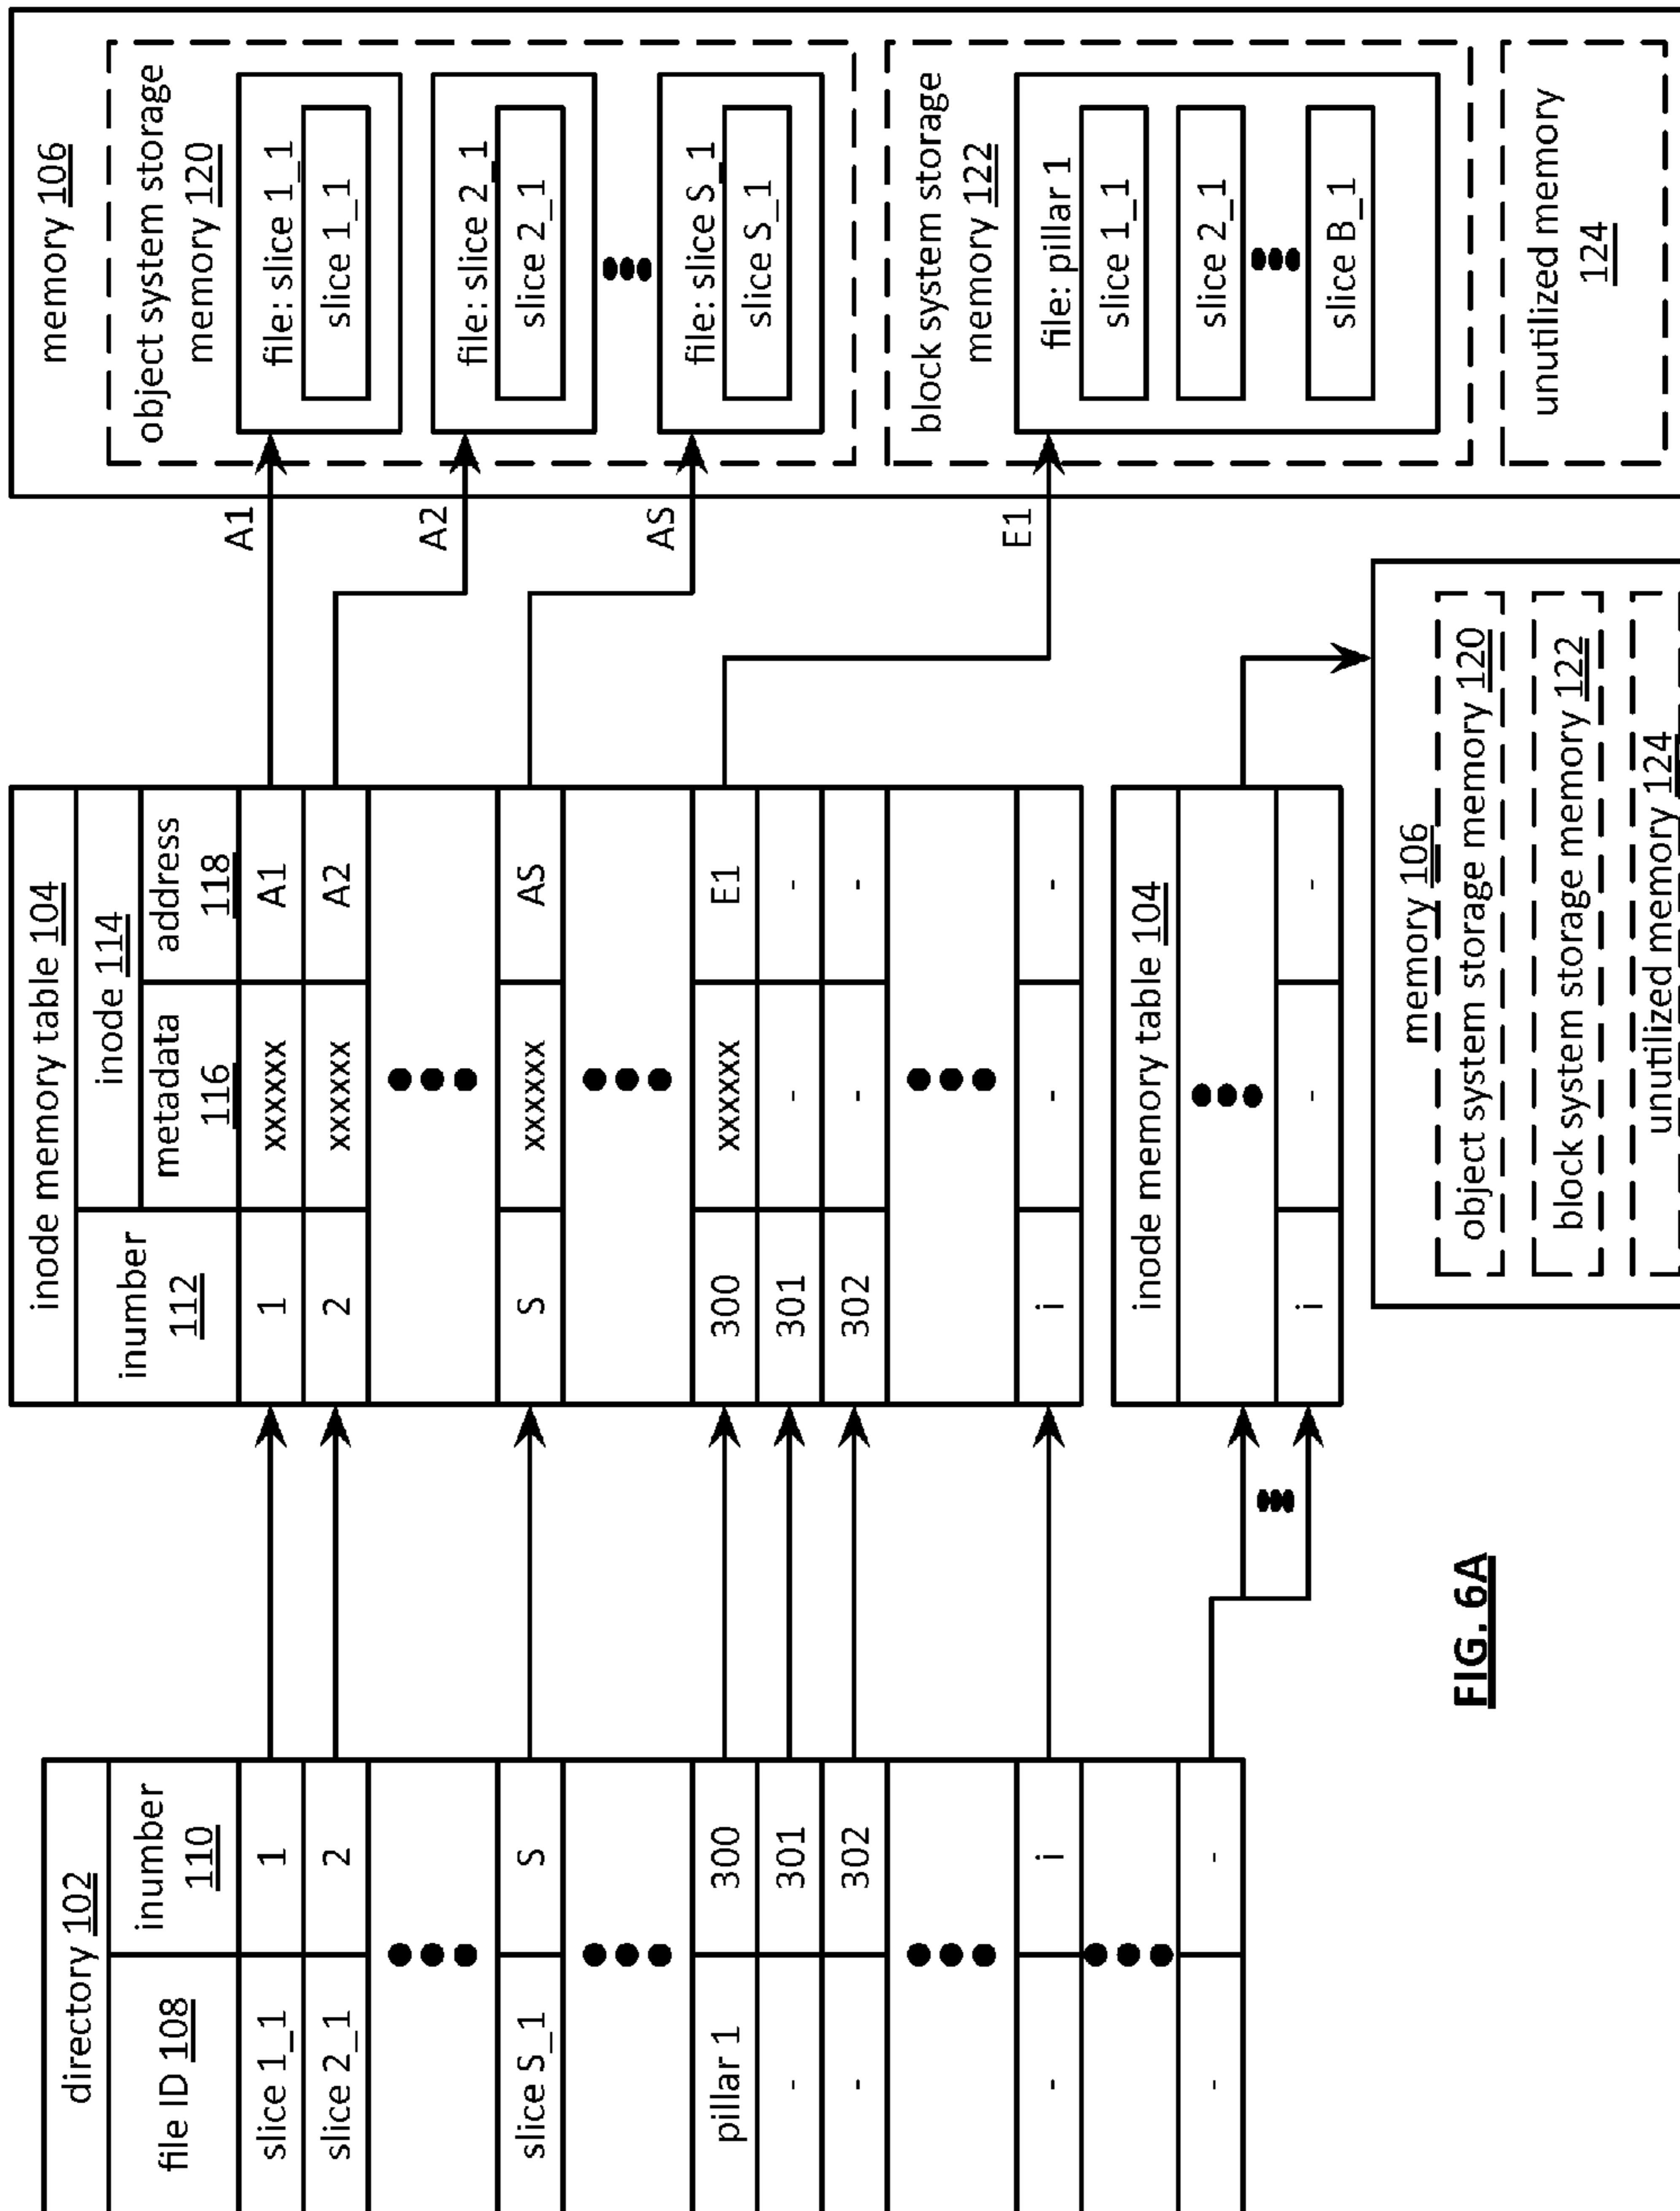 directory 102
file ID 108
inumber
110
slice 1_1
1
slice 2_1
2
slice S_1
S
pillar 1
300
-
301
-
302
-
i
-
-
inode memory table 104
inumber
112
inode 114
metadata
116
address
118
1
xxxxxx
A1
2
xxxxxx
A2
S
xxxxxx
AS
300
xxxxxx
E1
301
-
-
302
-
-
i
-
-
inode memory table 104
i
-
-
A1
A2
AS
E1
memory 106
object system storage
memory 120
file: slice 1_1
slice 1_1
file: slice 2_1
slice 2_1
file: slice S_1
slice S_1
block system storage
memory 122
file: pillar 1
slice 1_1
slice 2_1
slice B_1
unutilized memory
124
memory 106
object system storage memory 120
block system storage memory 122
unutilized memory 124
FIG. 6A